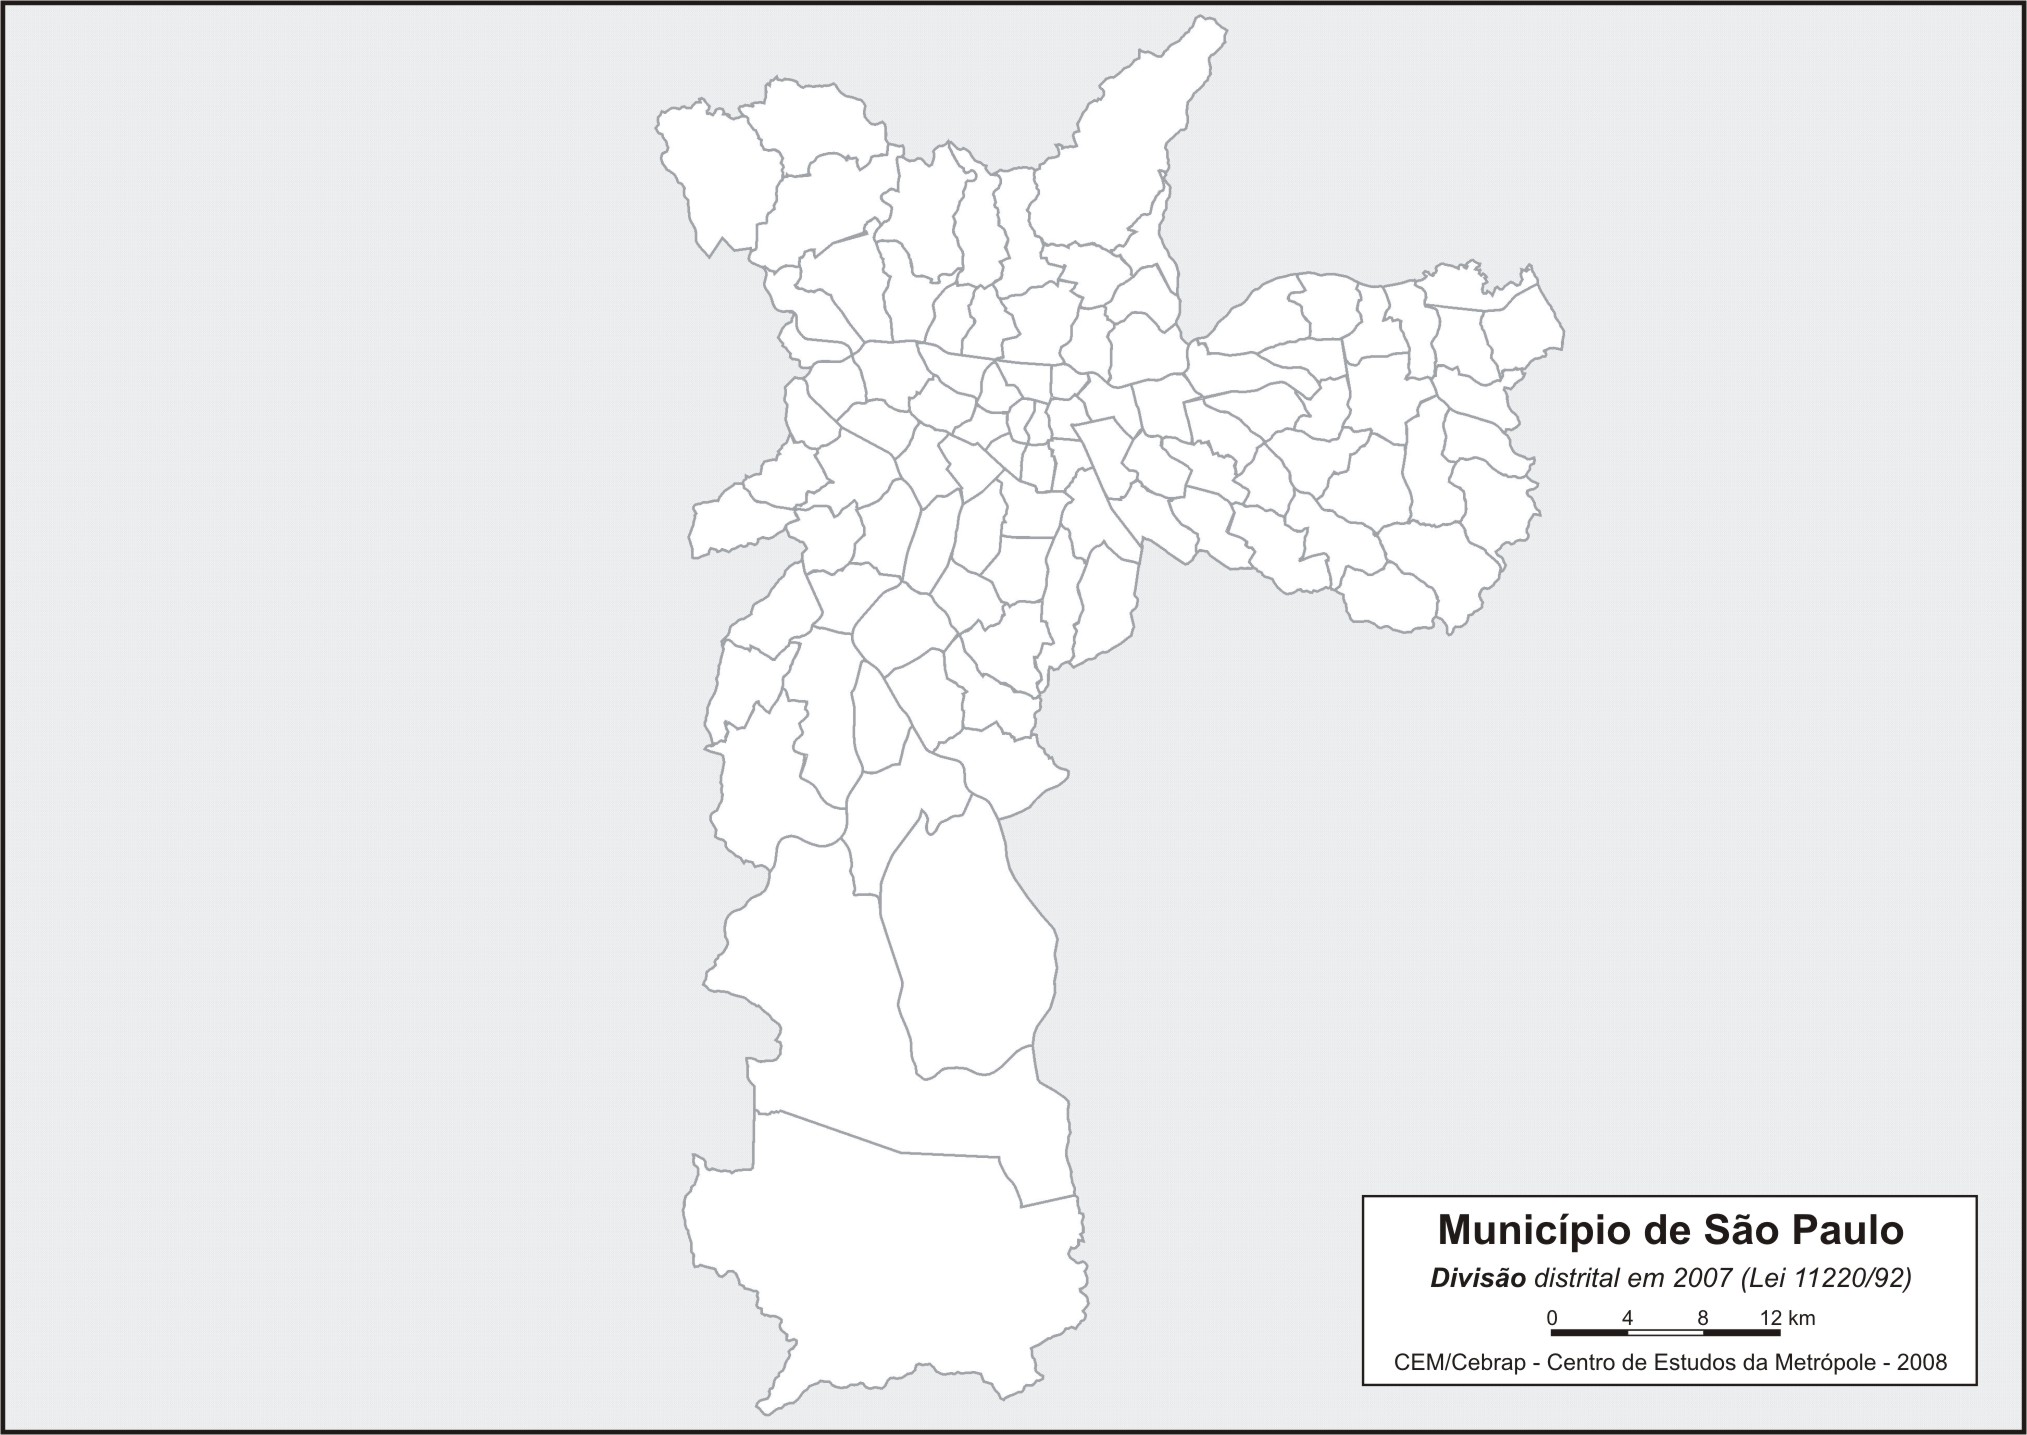 Município de São Paulo
Divisão distrital em 2007 (Lei 11220/92)
0 4 8 12 km
CEM/Cebrap - Centro de Estudos da Metrópole - 2008